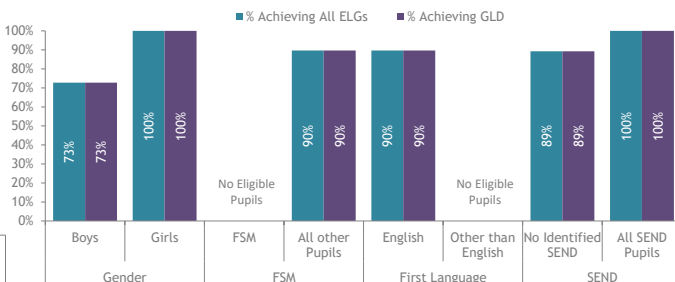 % Achieving All ELGs % Achieving GLD
100%
90%
80%
70%
60%
50%
40%
30%
20%
10%
0%
73% 73% 100% 100% 90% 90% 90% 90% 89% 89% 100% 100%
No Eligible
Pupils
No Eligible
Pupils
Boys Girls FSM All other English Other than No Identified All SEND
Pupils English SEND Pupils
Gender FSM First Language SEND